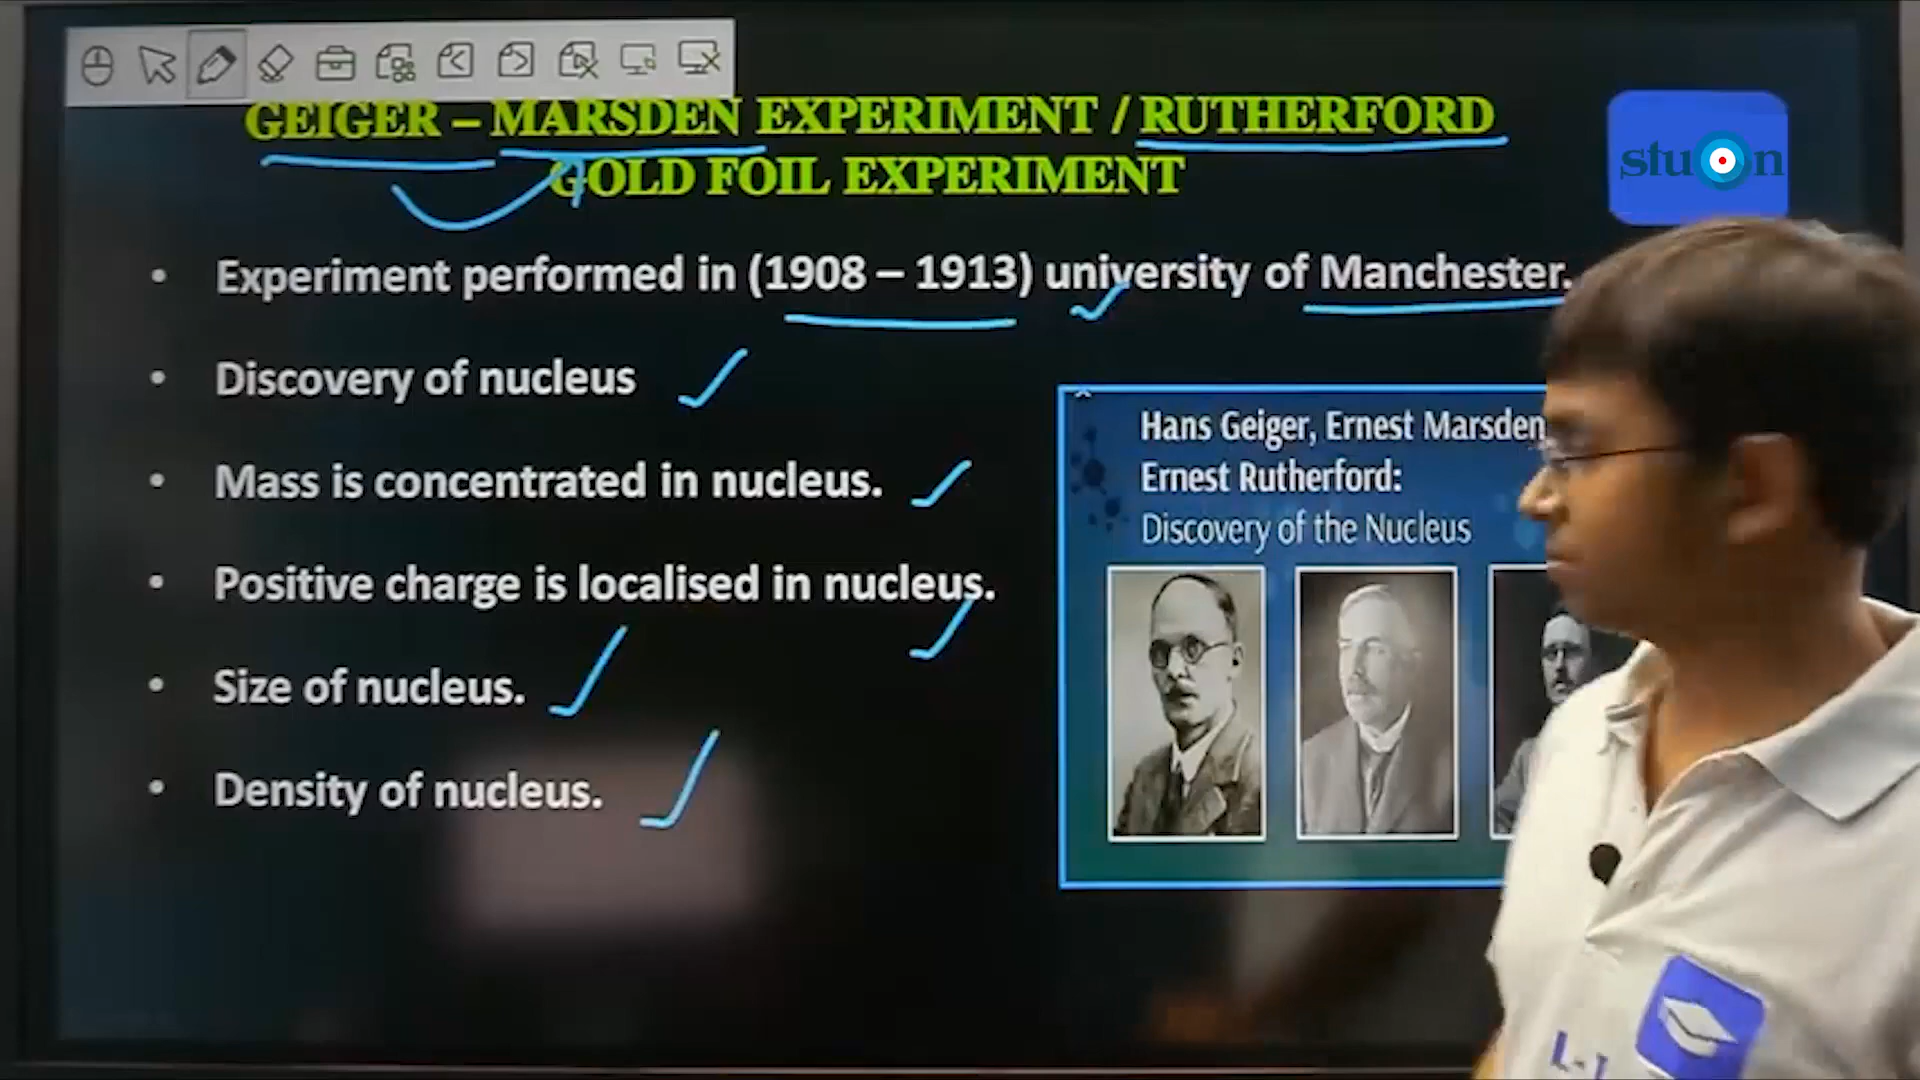 GEIGER – MARSDEN EXPERIMENT / RUTHERFORD
GOLD FOIL EXPERIMENT
stuOn
• Experiment performed in (1908 – 1913) university of Manchester.
• Discovery of nucleus
• Mass is concentrated in nucleus.
• Positive charge is localised in nucleus.
• Size of nucleus.
• Density of nucleus.
Hans Geiger, Ernest Marsden,
Ernest Rutherford:
Discovery of the Nucleus